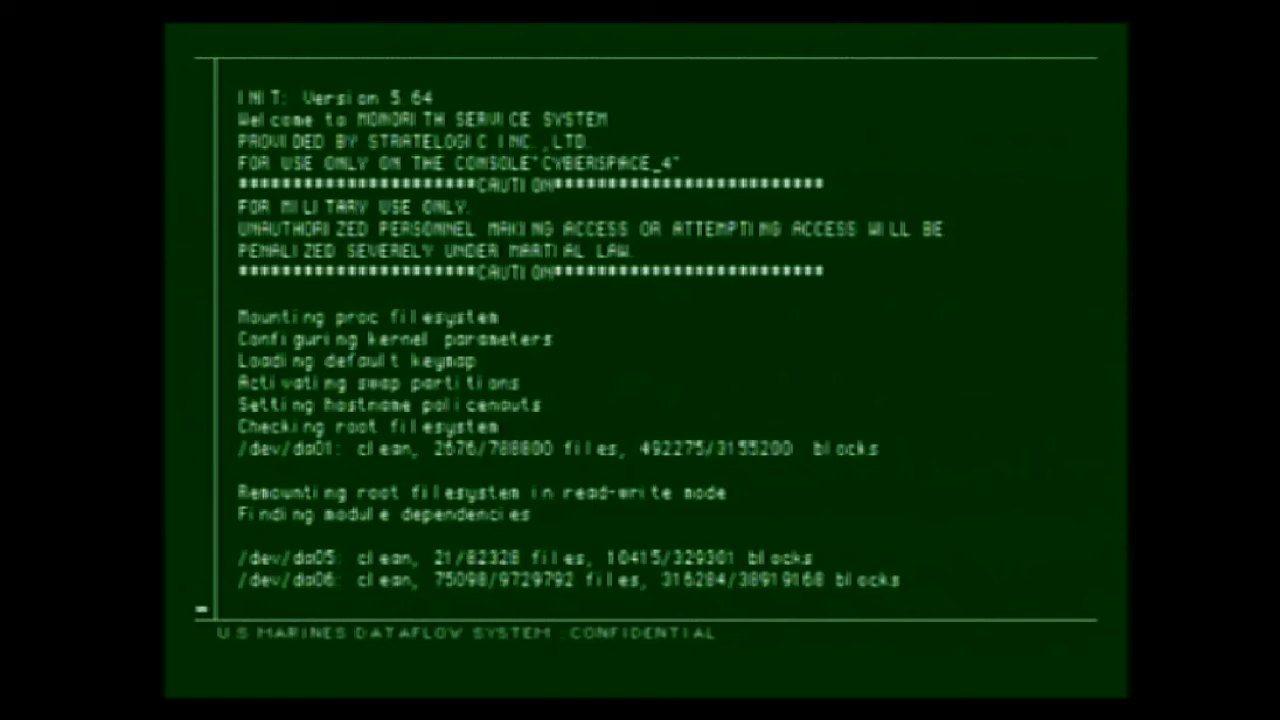 INIT: Version 5.64
Welcome to MONORITH SERVICE SYSTEM
PROVIDED BY STRATELOGIC INC.,LTD.
FOR USE ONLY ON THE CONSOLE"CYBERSPACE_4"
**********************CAUTION*************************
FOR MILITARY USE ONLY.
UNAUTHORIZED PERSONNEL MAKING ACCESS OR ATTEMPTING ACCESS WILL BE
PENALIZED SEVERELY UNDER MARTIAL LAW.
**********************CAUTION*************************
Mounting proc filesystem
Configuring kernel parameters
Loading default keymap
Activating swap partitions
Setting hostname policenauts
Checking root filesystem
/dev/da01: clean, 2676/788800 files, 492275/3155200 blocks
Remounting root filesystem in read-write mode
Finding module dependencies
/dev/da05: clean, 21/82328 files, 10415/329301 blocks
/dev/da06: clean, 75098/9729792 files, 316284/38919168 blocks
U.S MARINES DATAFLOW SYSTEM :CONFIDENTIAL